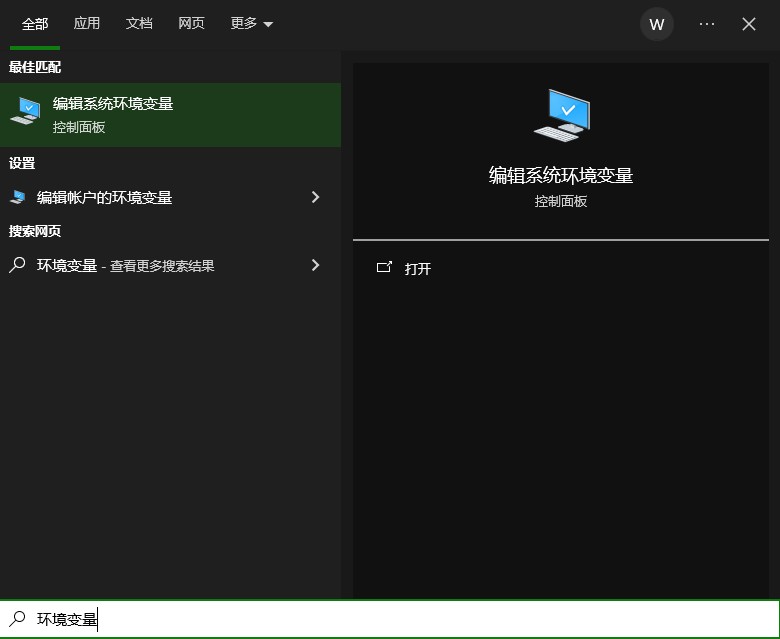 全部 应用 文档 网页 更多 W ···
最佳匹配
编辑系统环境变量
控制面板
设置
编辑帐户的环境变量
搜索网页
环境变量 - 查看更多搜索结果
编辑系统环境变量
控制面板
打开
环境变量